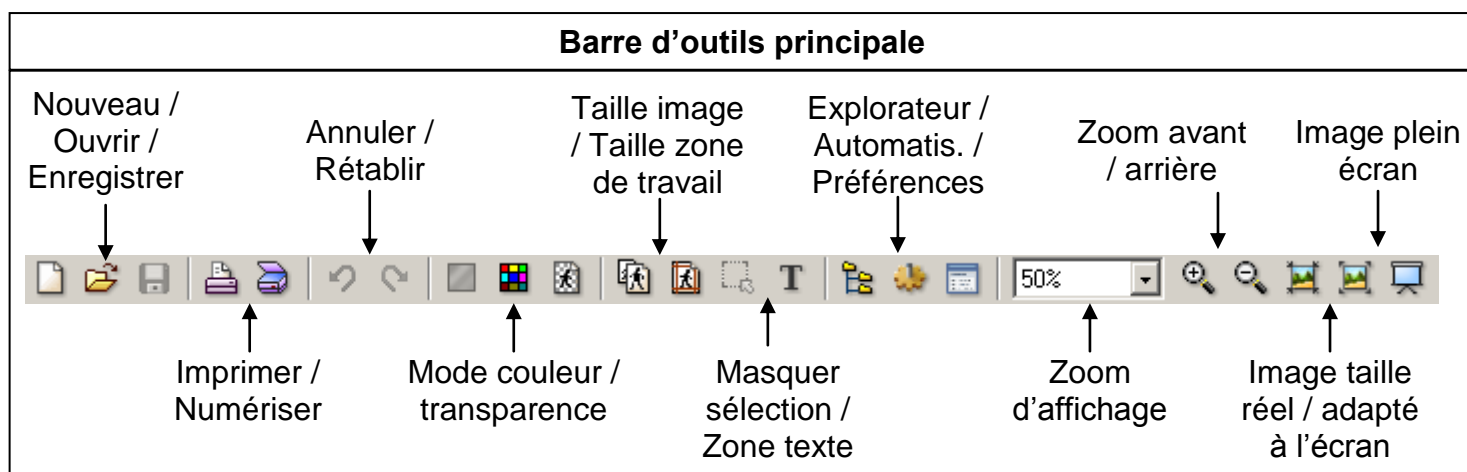 Barre d’outils principale
Nouveau /
Ouvrir /
Enregistrer
Annuler /
Rétablir
Taille image
/ Taille zone
de travail
Explorateur /
Automatis. /
Préférences
Zoom avant
/ arrière
Image plein
écran
T
50%
Imprimer /
Numériser
Mode couleur /
transparence
Masquer
sélection /
Zone texte
Zoom
d’affichage
Image taille
réel / adapté
à l’écran